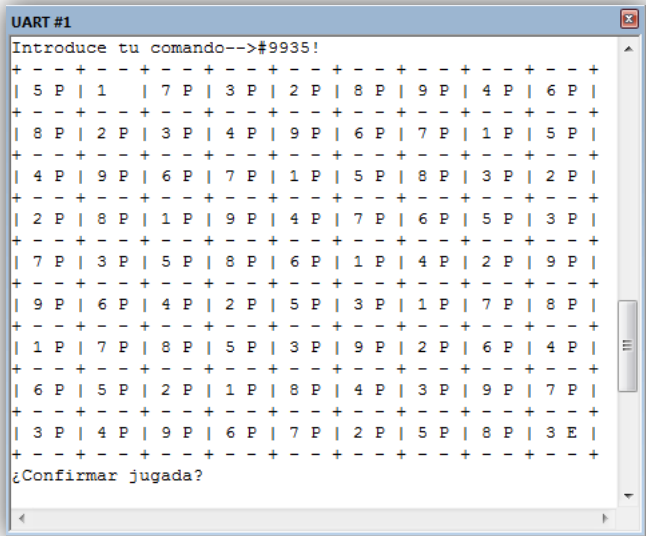 UART #1
Introduce tu comando-->#9935!
+ - - + - - + - - + - - + - - + - - + - - + - - + - - +
| 5 P | 1   | 7 P | 3 P | 2 P | 8 P | 9 P | 4 P | 6 P |
+ - - + - - + - - + - - + - - + - - + - - + - - + - - +
| 8 P | 2 P | 3 P | 4 P | 9 P | 6 P | 7 P | 1 P | 5 P |
+ - - + - - + - - + - - + - - + - - + - - + - - + - - +
| 4 P | 9 P | 6 P | 7 P | 1 P | 5 P | 8 P | 3 P | 2 P |
+ - - + - - + - - + - - + - - + - - + - - + - - + - - +
| 2 P | 8 P | 1 P | 9 P | 4 P | 7 P | 6 P | 5 P | 3 P |
+ - - + - - + - - + - - + - - + - - + - - + - - + - - +
| 7 P | 3 P | 5 P | 8 P | 6 P | 1 P | 4 P | 2 P | 9 P |
+ - - + - - + - - + - - + - - + - - + - - + - - + - - +
| 9 P | 6 P | 4 P | 2 P | 5 P | 3 P | 1 P | 7 P | 8 P |
+ - - + - - + - - + - - + - - + - - + - - + - - + - - +
| 1 P | 7 P | 8 P | 5 P | 3 P | 9 P | 2 P | 6 P | 4 P |
+ - - + - - + - - + - - + - - + - - + - - + - - + - - +
| 6 P | 5 P | 2 P | 1 P | 8 P | 4 P | 3 P | 9 P | 7 P |
+ - - + - - + - - + - - + - - + - - + - - + - - + - - +
| 3 P | 4 P | 9 P | 6 P | 7 P | 2 P | 5 P | 8 P | 3 E |
+ - - + - - + - - + - - + - - + - - + - - + - - + - - +
¿Confirmar jugada?